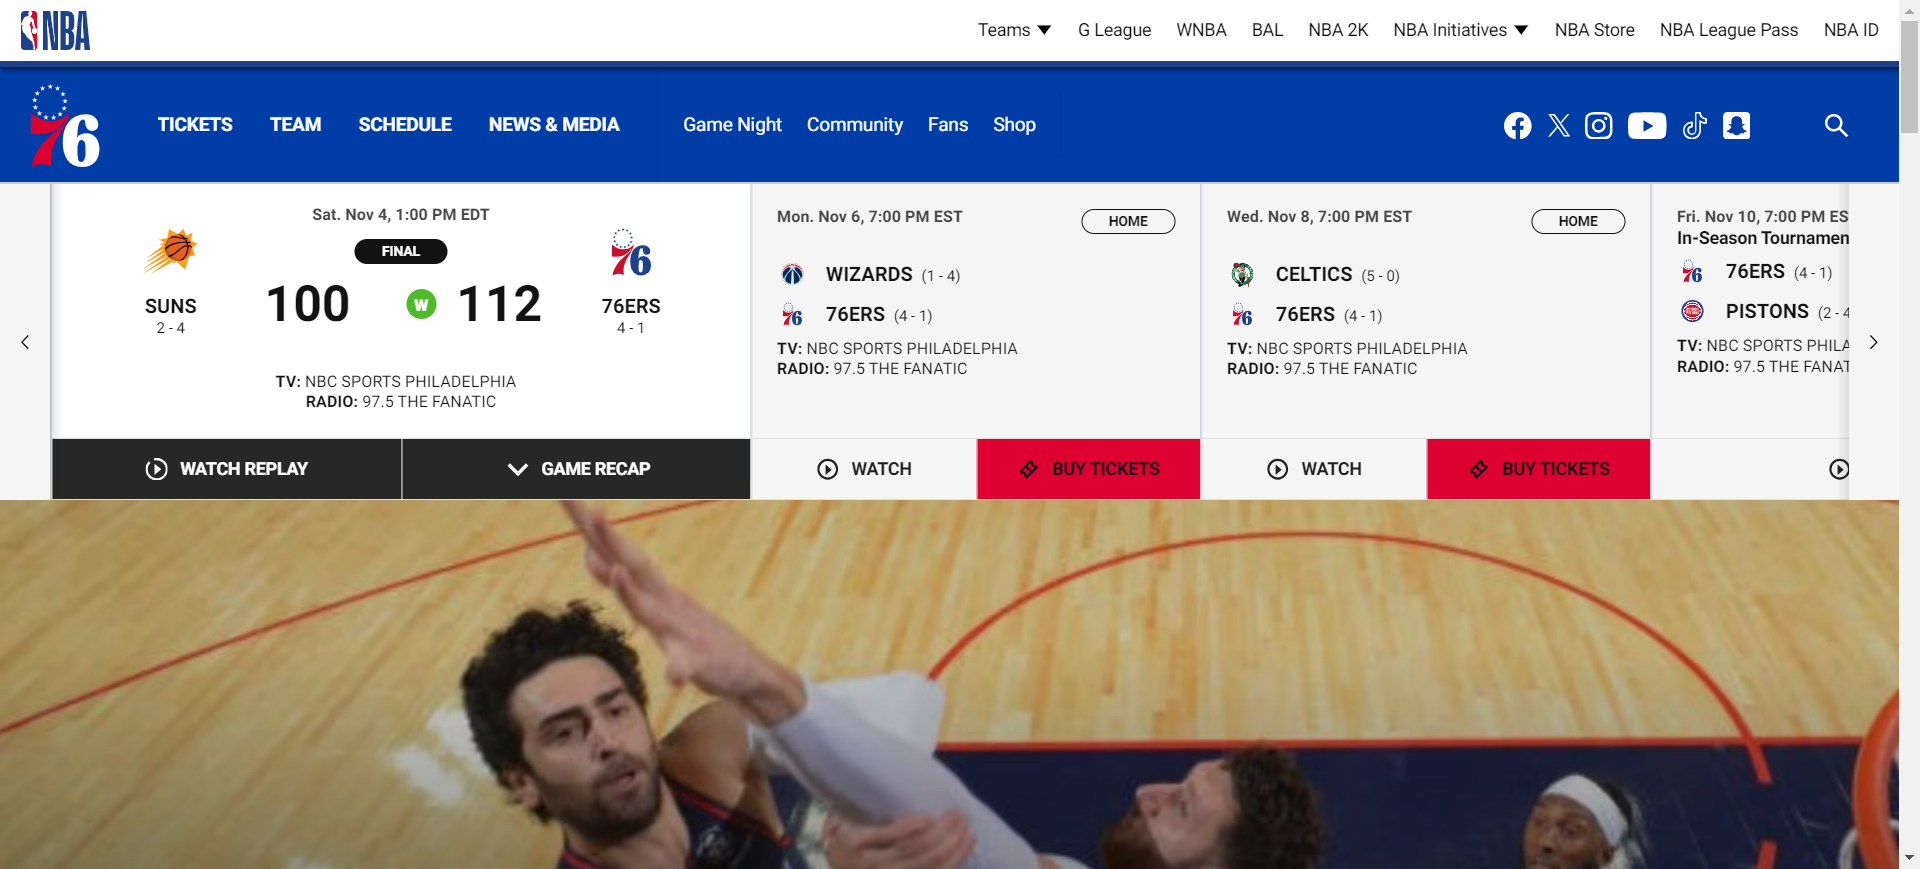 NBA
Teams
G League
WNBA
BAL
NBA 2K
NBA Initiatives
NBA Store
NBA League Pass
NBA ID
76
TICKETS
TEAM
SCHEDULE
NEWS & MEDIA
Game Night
Community
Fans
Shop
Sat. Nov 4, 1:00 PM EDT
FINAL
SUNS
2 - 4
100
W
112
76
76ERS
4 - 1
TV: NBC SPORTS PHILADELPHIA
RADIO: 97.5 THE FANATIC
WATCH REPLAY
GAME RECAP
Mon. Nov 6, 7:00 PM EST
HOME
WIZARDS (1 - 4)
76 76ERS (4 - 1)
TV: NBC SPORTS PHILADELPHIA
RADIO: 97.5 THE FANATIC
WATCH
BUY TICKETS
Wed. Nov 8, 7:00 PM EST
HOME
CELTICS (5 - 0)
76 76ERS (4 - 1)
TV: NBC SPORTS PHILADELPHIA
RADIO: 97.5 THE FANATIC
WATCH
BUY TICKETS
Fri. Nov 10, 7:00 PM ES
In-Season Tournamen
76 76ERS (4 - 1)
PISTONS (2 - 4
TV: NBC SPORTS PHILA
RADIO: 97.5 THE FANAT